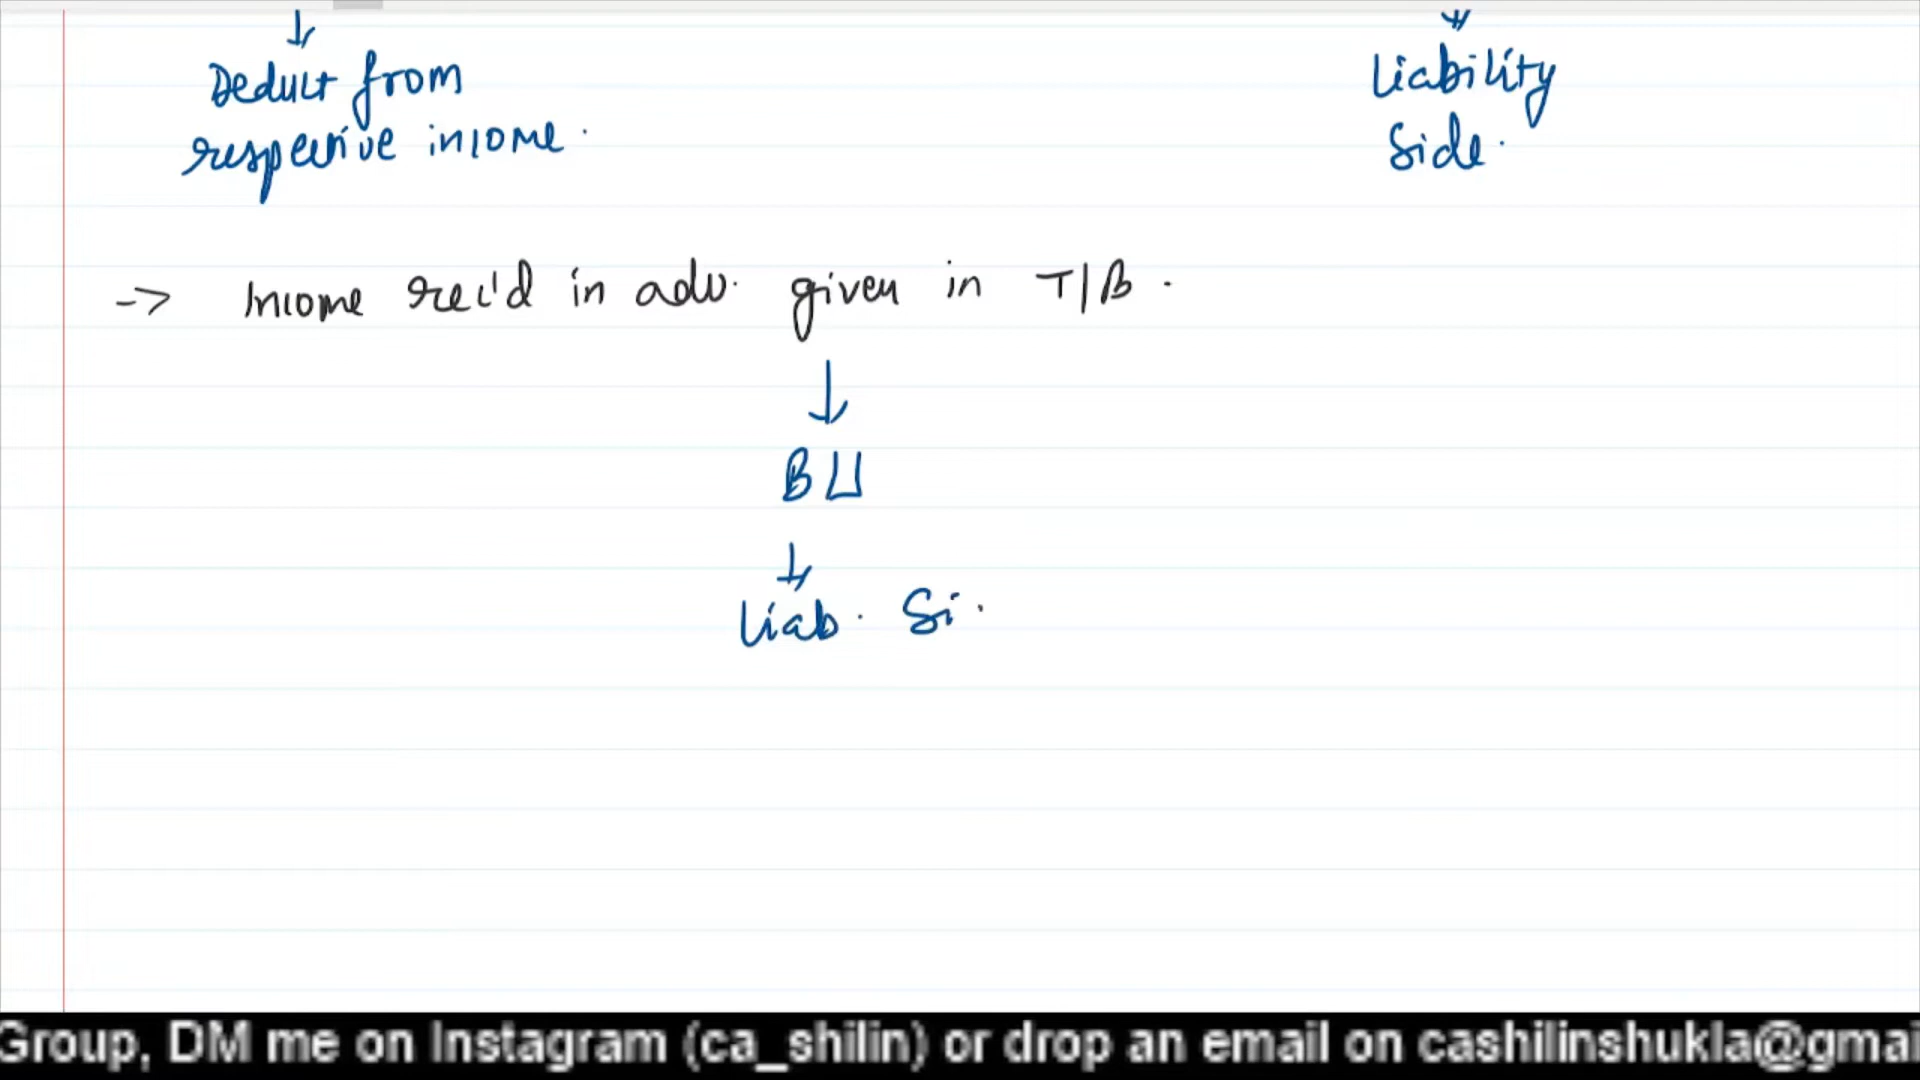 Deduct from
respective income.
Liability
Side.
-> Income rec'd in adv. given in T/B.
Liab. Si.
Group, DM me on Instagram (ca_shilin) or drop an email on cashilinshukla@gmai